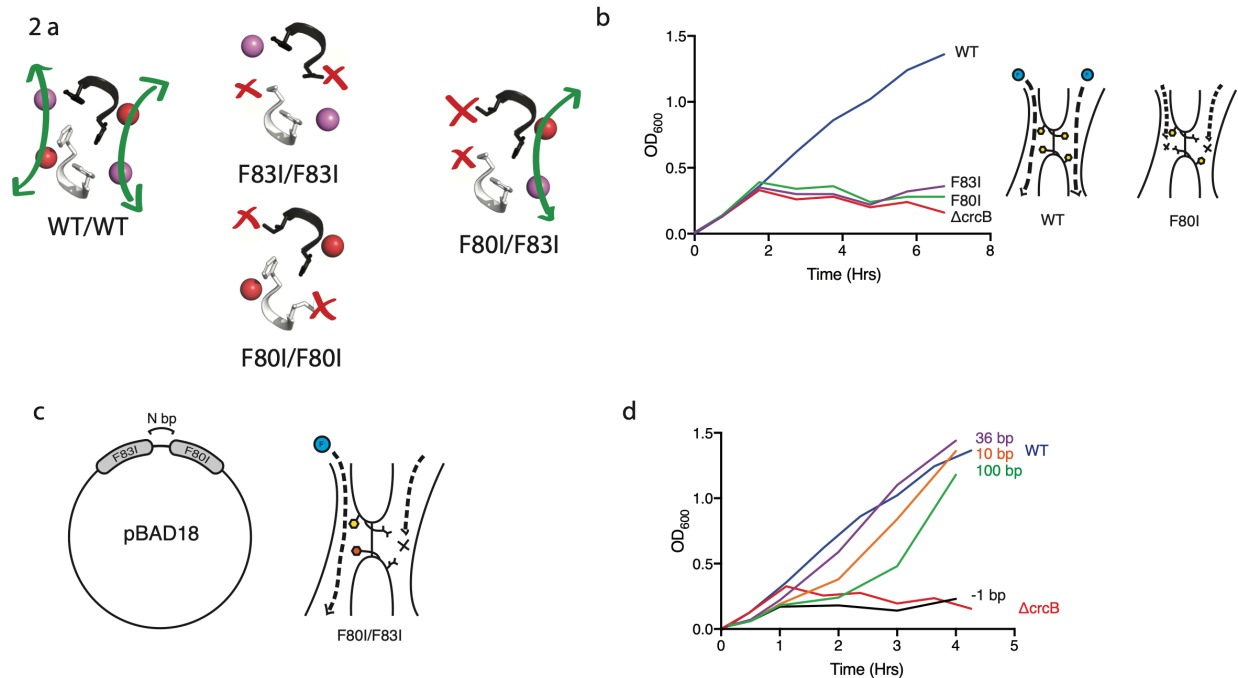 2 a
WT/WT
F83I/F83I
F80I/F80I
F80I/F83I
b
OD600
1.5
1.0
0.5
0.0
0
2
4
6
8
Time (Hrs)
WT
F83I
F80I
ΔcrcB
F
F
WT
F
F80I
c
N bp
F83I
F80I
pBAD18
F
F80I/F83I
d
OD600
1.5
1.0
0.5
0.0
0
1
2
3
4
5
Time (Hrs)
36 bp
10 bp
WT
100 bp
-1 bp
ΔcrcB